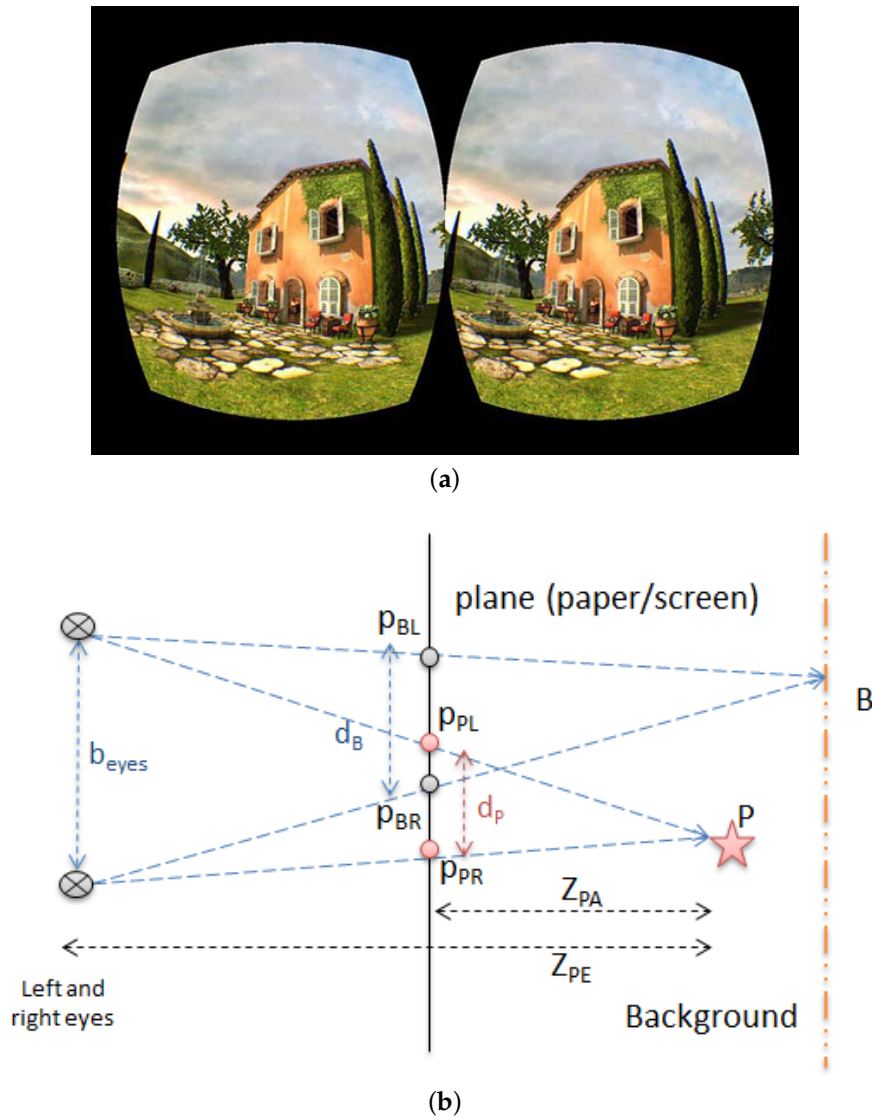 (a)
plane (paper/screen)
p_BL
p_PL
B
d_B
b_eyes
P
p_BR
d_P
p_PR
Z_PA
Z_PE
Left and
right eyes
Background
(b)